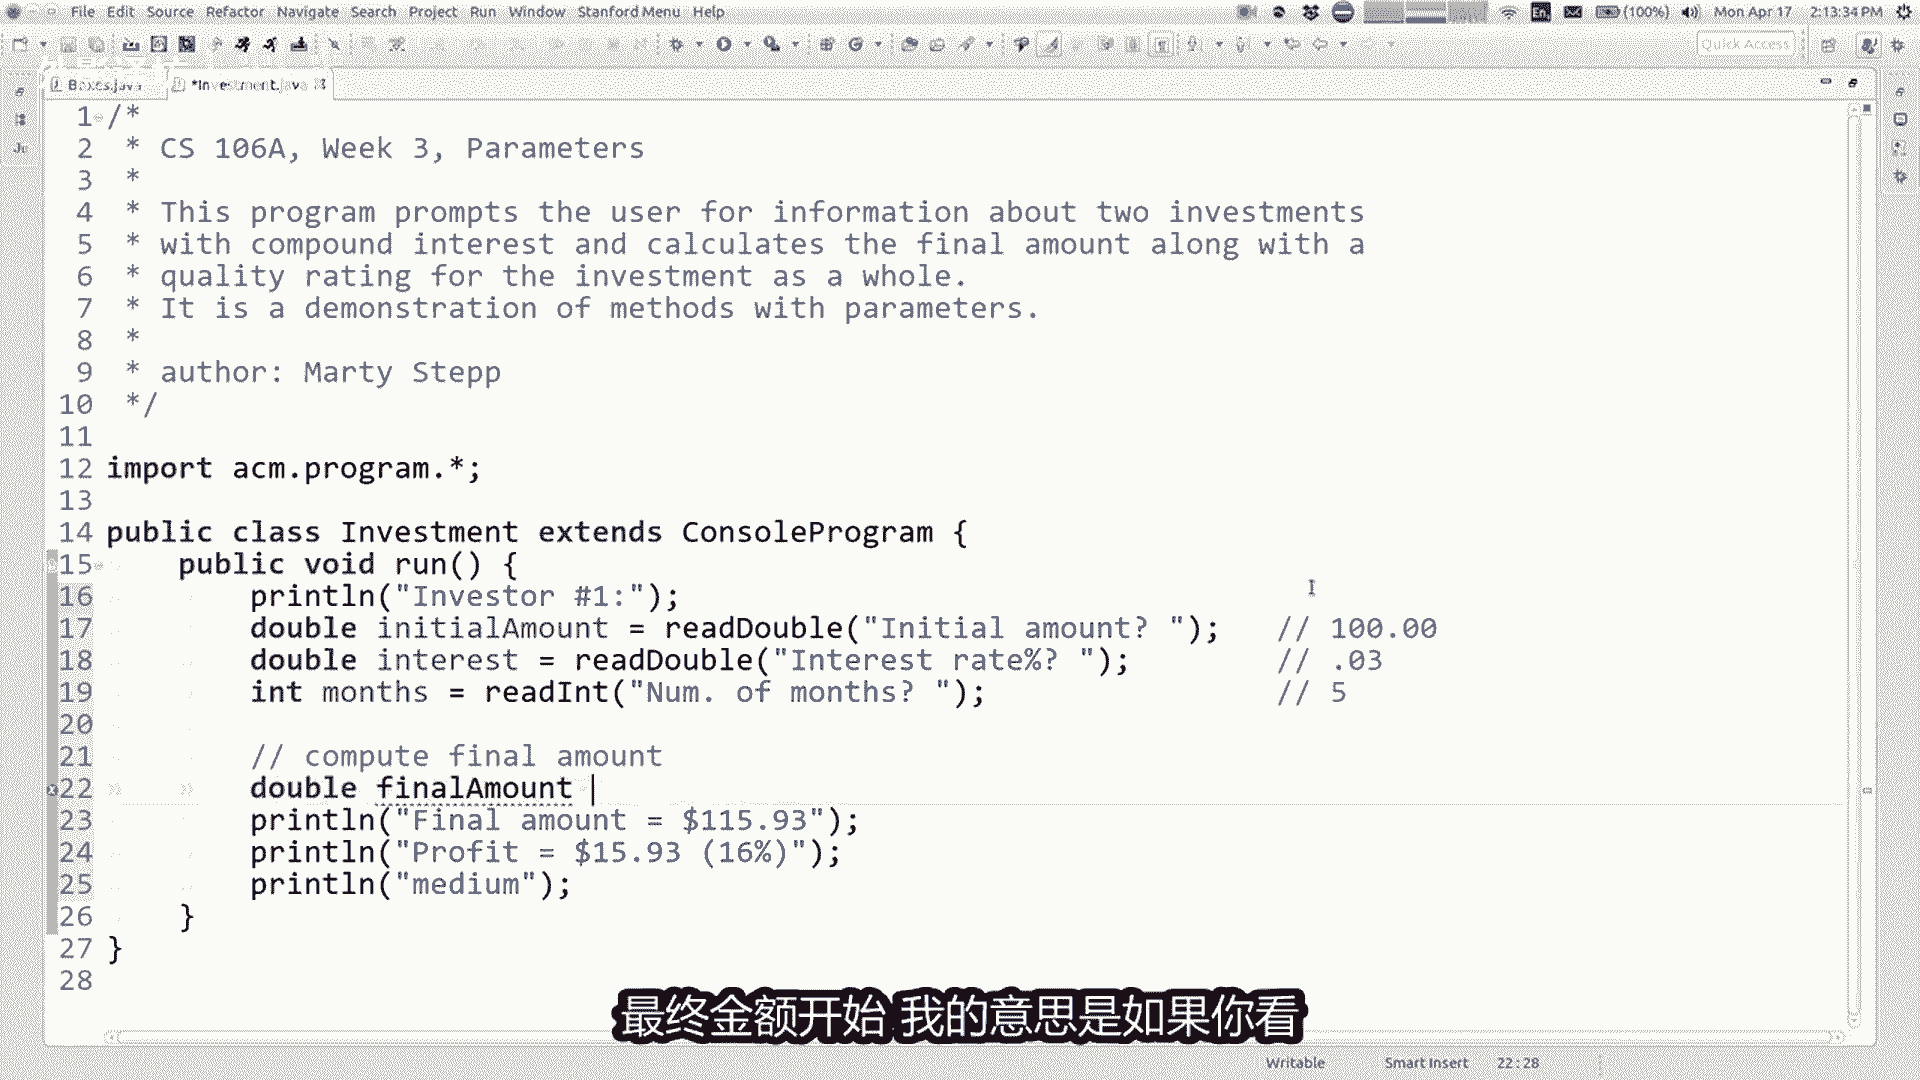 File Edit Source Refactor Navigate Search Project Run Window Stanford Menu Help En (100%) Mon Apr 17 2:13:34 PM
Quick Access
Boxes.java *Investment.java
1 /*
2 * CS 106A, Week 3, Parameters
3 *
4 * This program prompts the user for information about two investments
5 * with compound interest and calculates the final amount along with a
6 * quality rating for the investment as a whole.
7 * It is a demonstration of methods with parameters.
8 *
9 * author: Marty Stepp
10 */
11
12 import acm.program.*;
13
14 public class Investment extends ConsoleProgram {
15 public void run() {
16 println("Investor #1:");
17 double initialAmount = readDouble("Initial amount? "); // 100.00
18 double interest = readDouble("Interest rate%? "); // .03
19 int months = readInt("Num. of months? "); // 5
20
21 // compute final amount
22 double finalAmount
23 println("Final amount = $115.93");
24 println("Profit = $15.93 (16%)");
25 println("medium");
26 }
27 }
28
最终金额开始 我的意思是如果你看
Writable Smart Insert 22:28